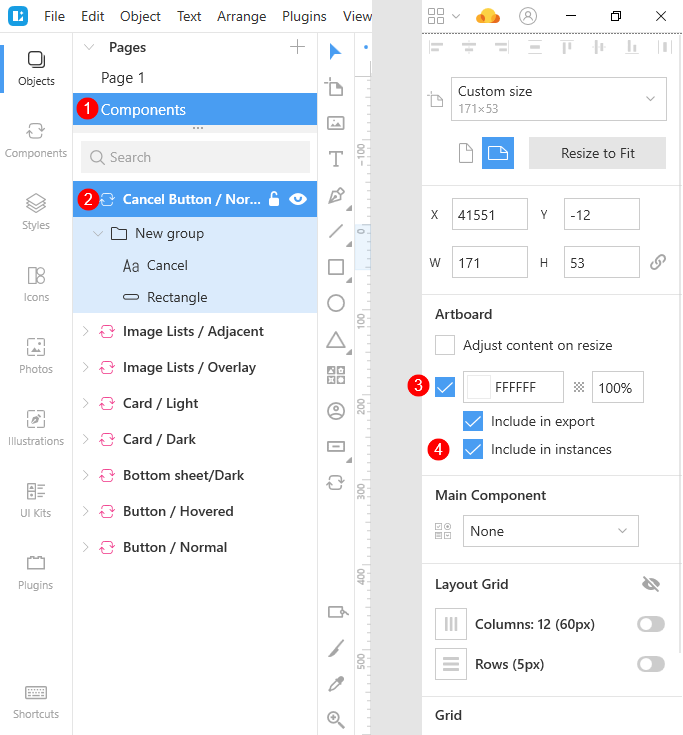 File Edit Object Text Arrange Plugins View
Objects
Components
Styles
Icons
Photos
Illustrations
UI Kits
Plugins
Shortcuts
Pages
Page 1
1 Components
Search
2 Cancel Button / Nor...
New group
Aa Cancel
Rectangle
Image Lists / Adjacent
Image Lists / Overlay
Card / Light
Card / Dark
Bottom sheet/Dark
Button / Hovered
Button / Normal
-100
0
100
200
300
400
500
Custom size
171×53
Resize to Fit
X 41551 Y -12
W 171 H 53
Artboard
Adjust content on resize
3 FFFFFF 100%
Include in export
4 Include in instances
Main Component
None
Layout Grid
Columns: 12 (60px)
Rows (5px)
Grid